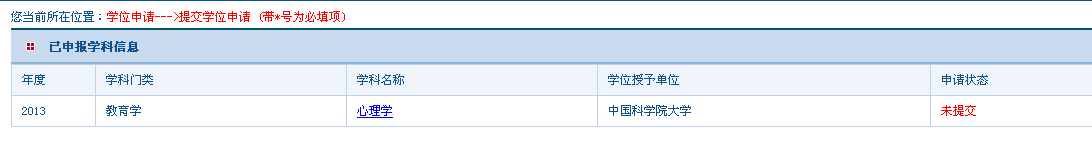 您当前所在位置：学位申请--->提交学位申请 (带*号为必填项)
已申报学科信息
年度 学科门类 学科名称 学位授予单位 申请状态
2013 教育学 心理学 中国科学院大学 未提交